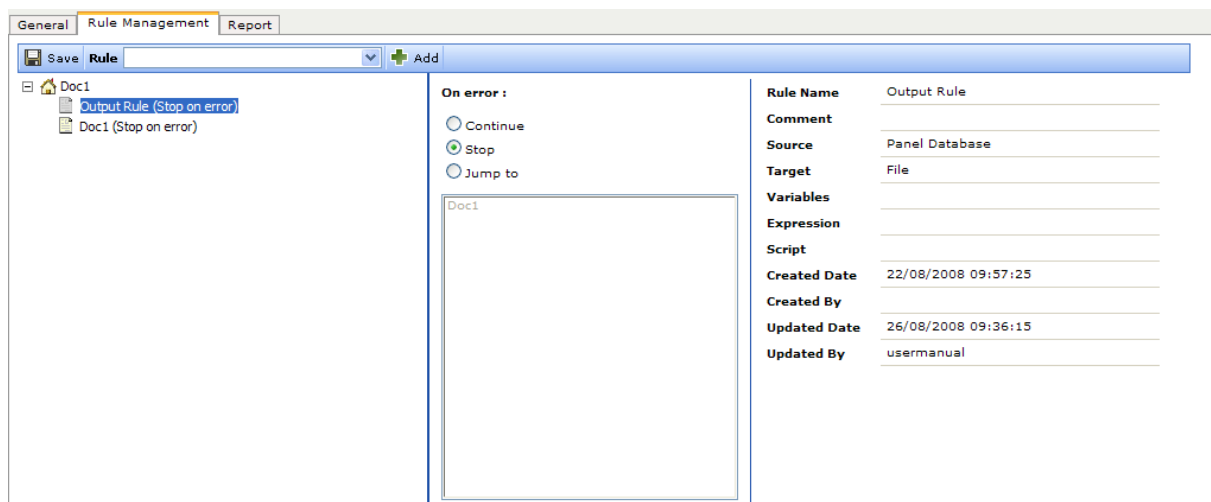 General Rule Management Report
Save Rule Add
Doc1
Output Rule (Stop on error)
Doc1 (Stop on error)
On error :
Continue
Stop
Jump to
Doc1
Rule Name Output Rule
Comment
Source Panel Database
Target File
Variables
Expression
Script
Created Date 22/08/2008 09:57:25
Created By
Updated Date 26/08/2008 09:36:15
Updated By usermanual